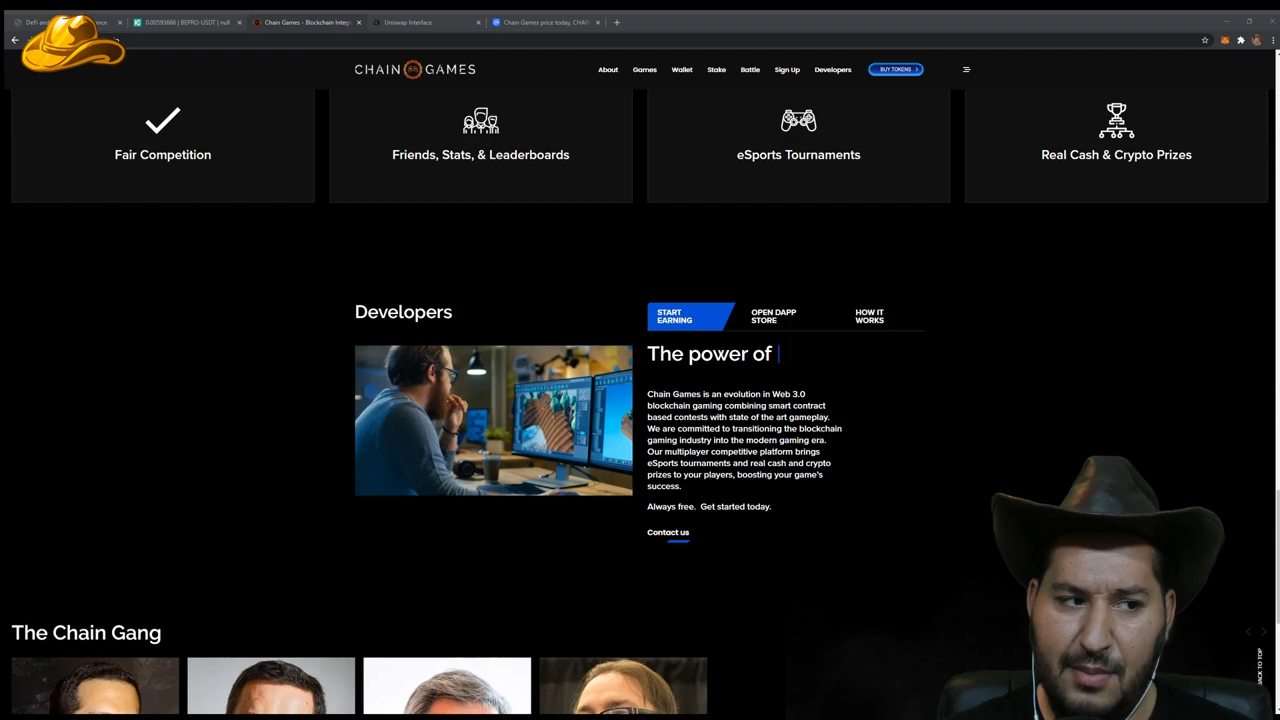 DeFi and
nce
0.00593666 | BEPRO-USDT | null
Chain Games - Blockchain Integ
Uniswap Interface
Chain Games price today, CHAIN
CHAIN GAMES
About
Games
Wallet
Stake
Battle
Sign Up
Developers
BUY TOKENS
Fair Competition
Friends, Stats, & Leaderboards
eSports Tournaments
Real Cash & Crypto Prizes
Developers
START
EARNING
OPEN DAPP
STORE
HOW IT
WORKS
The power of
Chain Games is an evolution in Web 3.0
blockchain gaming combining smart contract
based contests with state of the art gameplay.
We are committed to transitioning the blockchain
gaming industry into the modern gaming era.
Our multiplayer competitive platform brings
eSports tournaments and real cash and crypto
prizes to your players, boosting your game's
success.
Always free. Get started today.
Contact us
The Chain Gang
BACK TO TOP